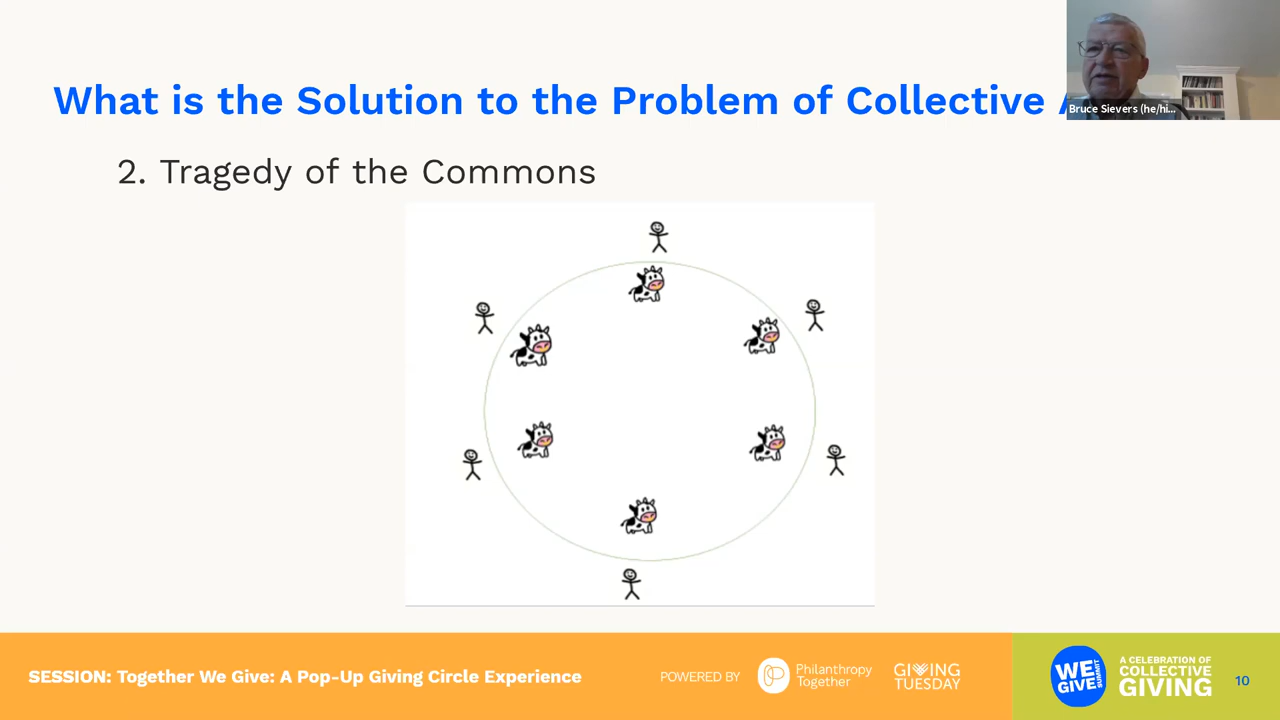 What is the Solution to the Problem of Collective
Bruce Sievers (he/hi...
2. Tragedy of the Commons
SESSION: Together We Give: A Pop-Up Giving Circle Experience
POWERED BY
Philanthropy
Together
GIVING
TUESDAY
WE
GIVE
SUMMIT
A CELEBRATION OF
COLLECTIVE
GIVING
10